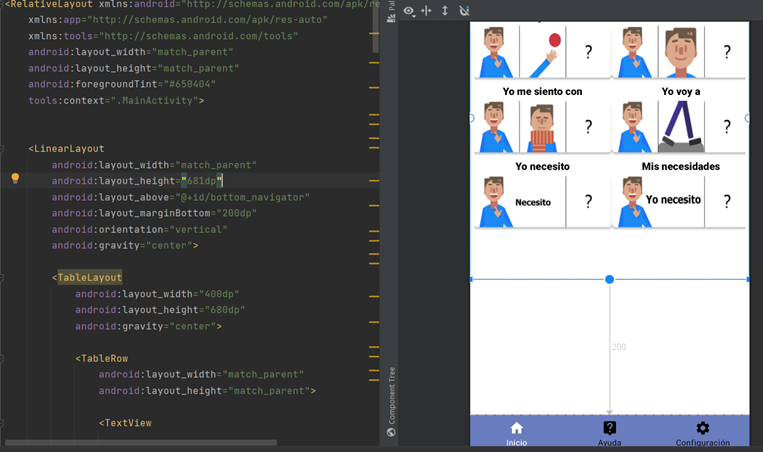 <RelativeLayout xmlns:android="http://schemas.android.com/apk/res
xmlns:app="http://schemas.android.com/apk/res-auto"
xmlns:tools="http://schemas.android.com/tools"
android:layout_width="match_parent"
android:layout_height="match_parent"
android:foregroundTint="#650404"
tools:context=".MainActivity">
<LinearLayout
android:layout_width="match_parent"
android:layout_height="681dp"
android:layout_above="@+id/bottom_navigator"
android:layout_marginBottom="200dp"
android:orientation="vertical"
android:gravity="center">
<TableLayout
android:layout_width="400dp"
android:layout_height="680dp"
android:gravity="center">
<TableRow
android:layout_width="match_parent"
android:layout_height="match_parent">
<TextView
Pal
Component Tree
? ?
Yo me siento con Yo voy a
? ?
Yo necesito Mis necesidades
Necesito ? Yo necesito ?
200
Inicio Ayuda Configuración